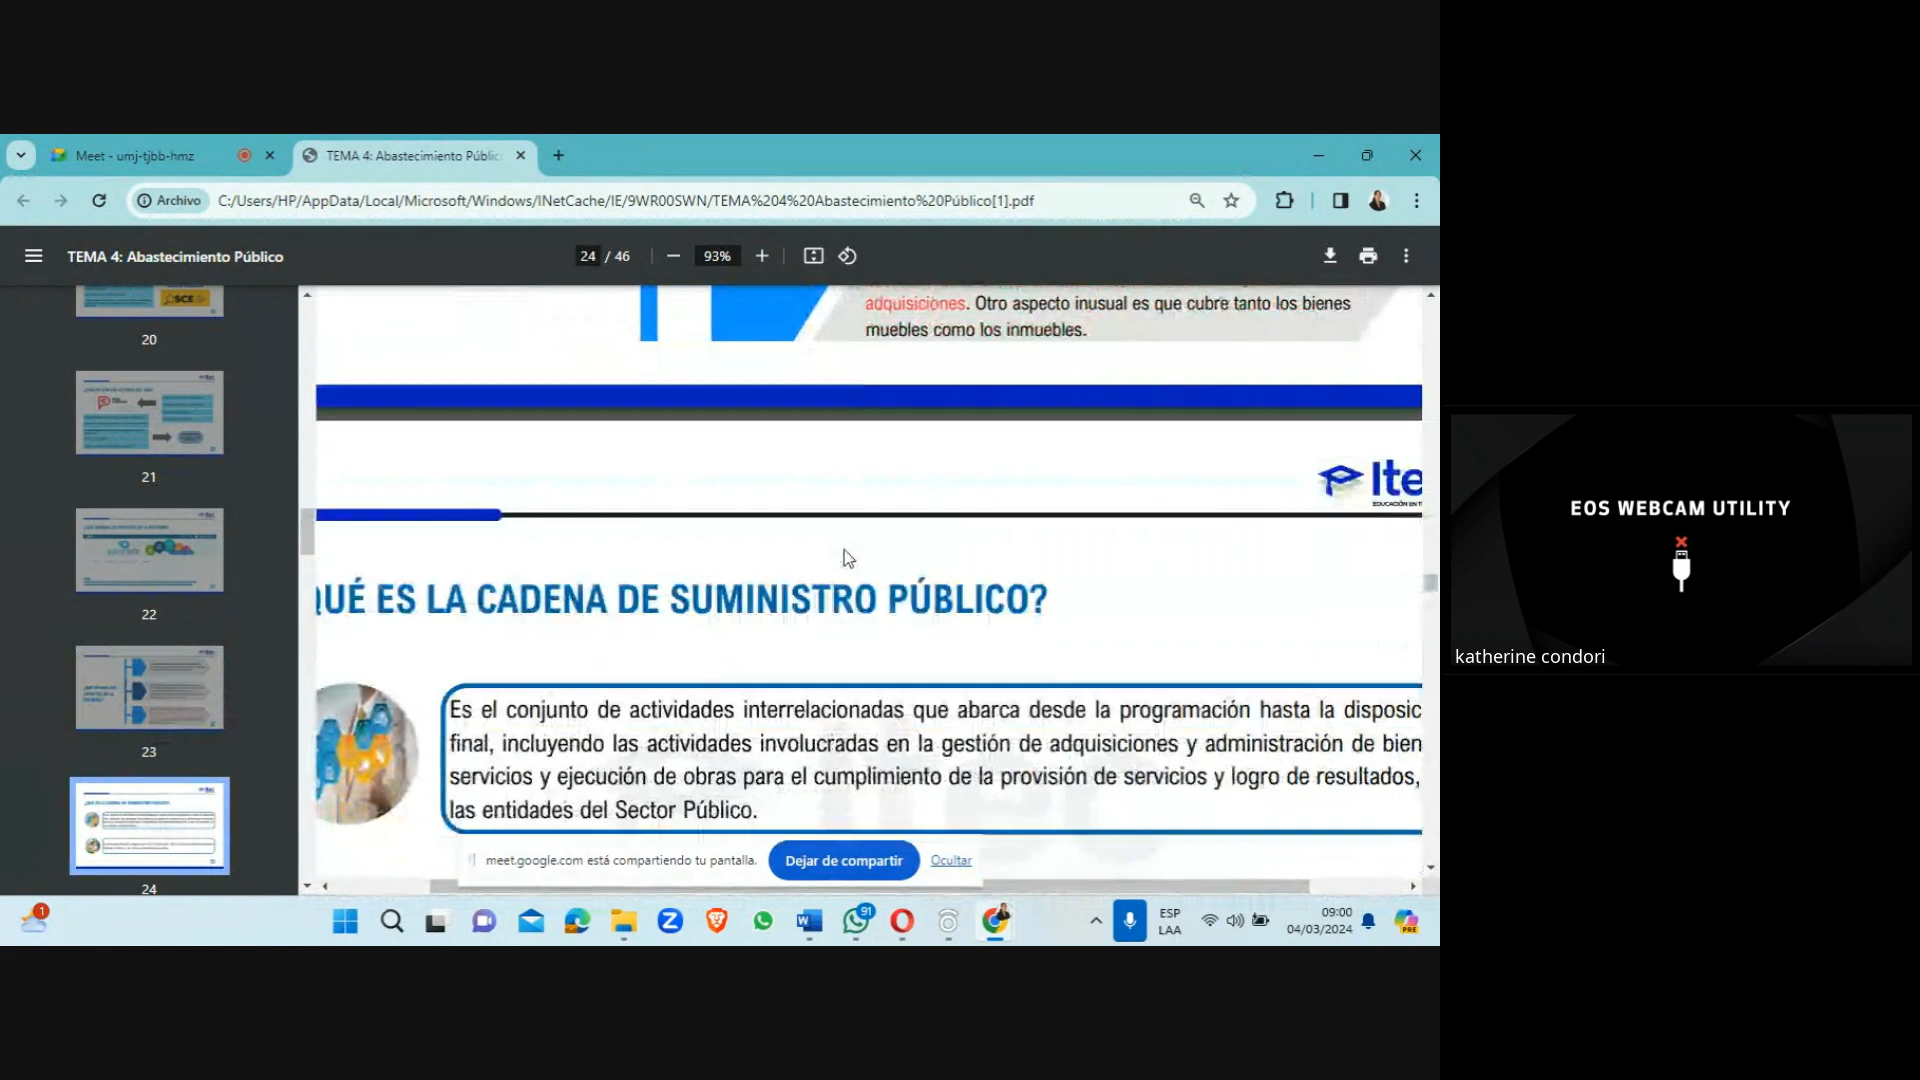 Meet - umj-tjbb-hmz
TEMA 4: Abastecimiento Públic
Archivo
C:/Users/HP/AppData/Local/Microsoft/Windows/INetCache/IE/9WR00SWN/TEMA%204%20Abastecimiento%20Público[1].pdf
TEMA 4: Abastecimiento Público
24 / 46
93%
20
21
22
23
24
adquisiciones. Otro aspecto inusual es que cubre tanto los bienes
muebles como los inmuebles.
Ite
QUÉ ES LA CADENA DE SUMINISTRO PÚBLICO?
Es el conjunto de actividades interrelacionadas que abarca desde la programación hasta la disposic
final, incluyendo las actividades involucradas en la gestión de adquisiciones y administración de bien
servicios y ejecución de obras para el cumplimiento de la provisión de servicios y logro de resultados,
las entidades del Sector Público.
meet.google.com está compartiendo tu pantalla.
Dejar de compartir
Ocultar
1
91
ESP
LAA
09:00
04/03/2024
PRE
EOS WEBCAM UTILITY
katherine condori